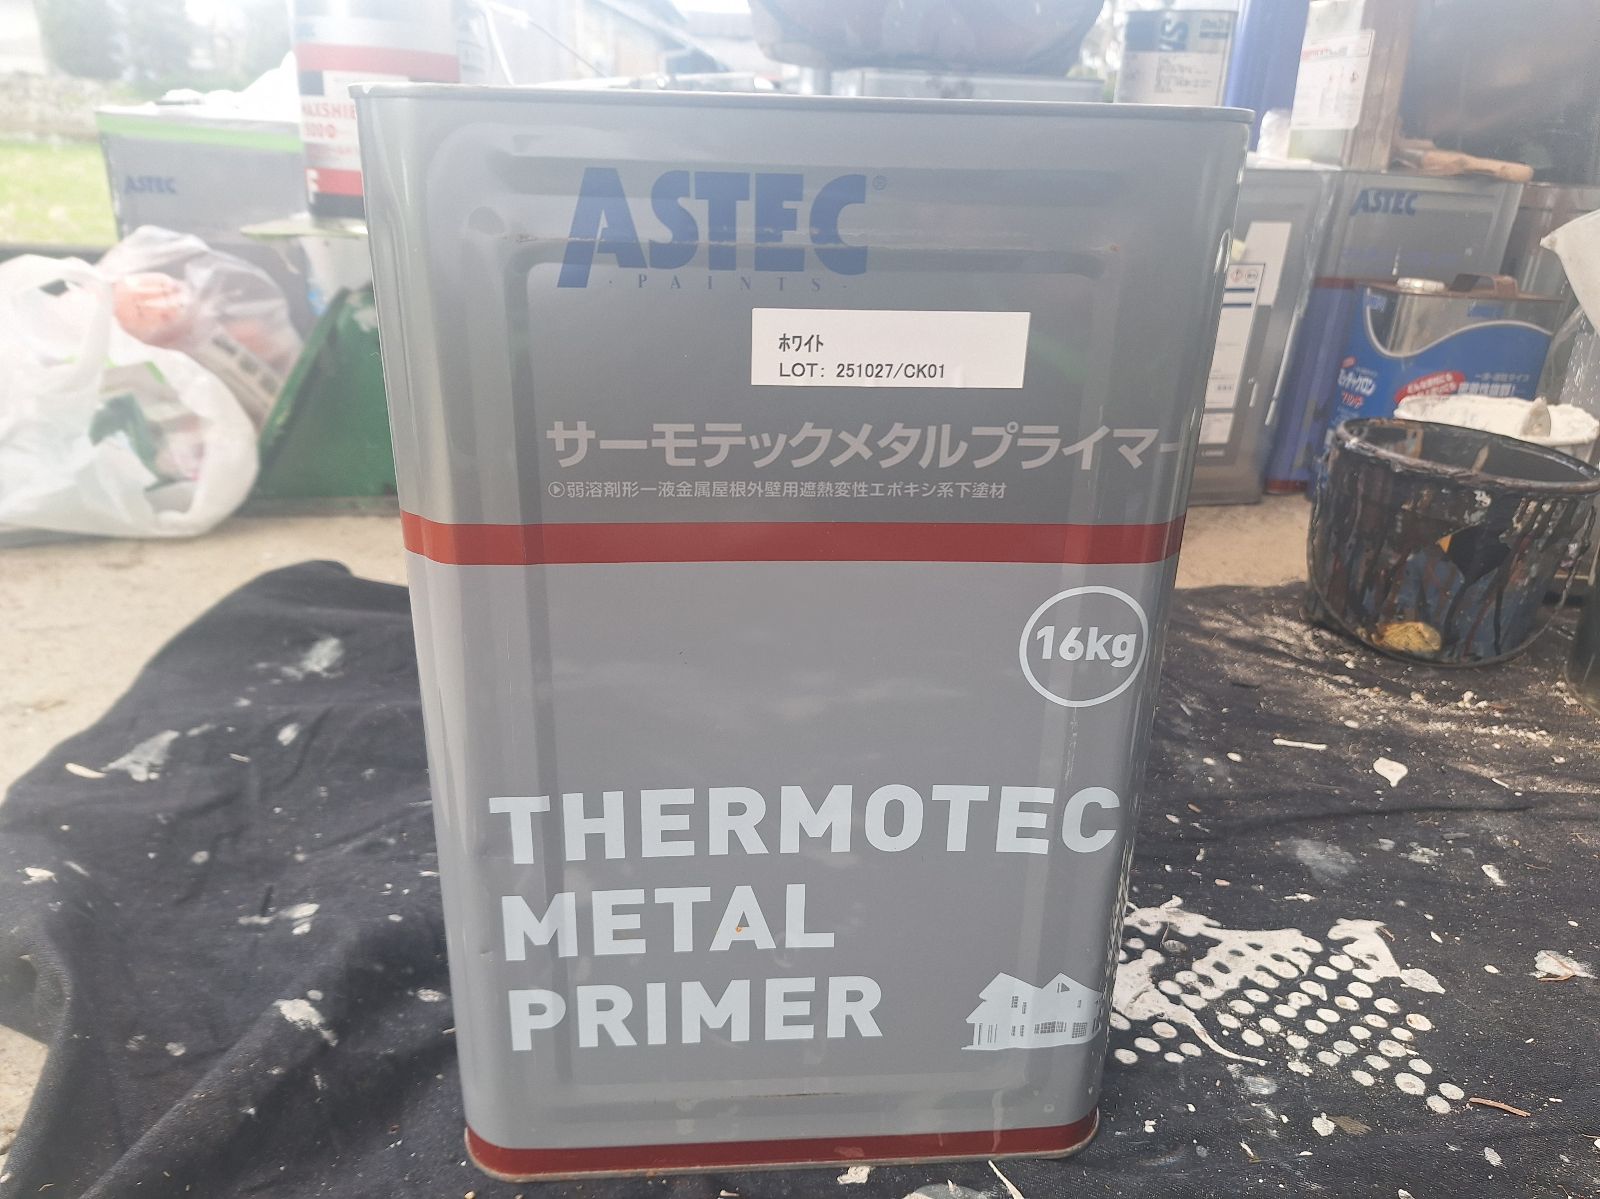 ASTEC®
· PAINTS ·
ホワイト
LOT: 251027/CK01
サーモテックメタルプライマー
弱溶剤形一液金属屋根外壁用遮熱変性エポキシ系下塗材
16kg
THERMOTEC
METAL
PRIMER
ASTEC
ASTEC